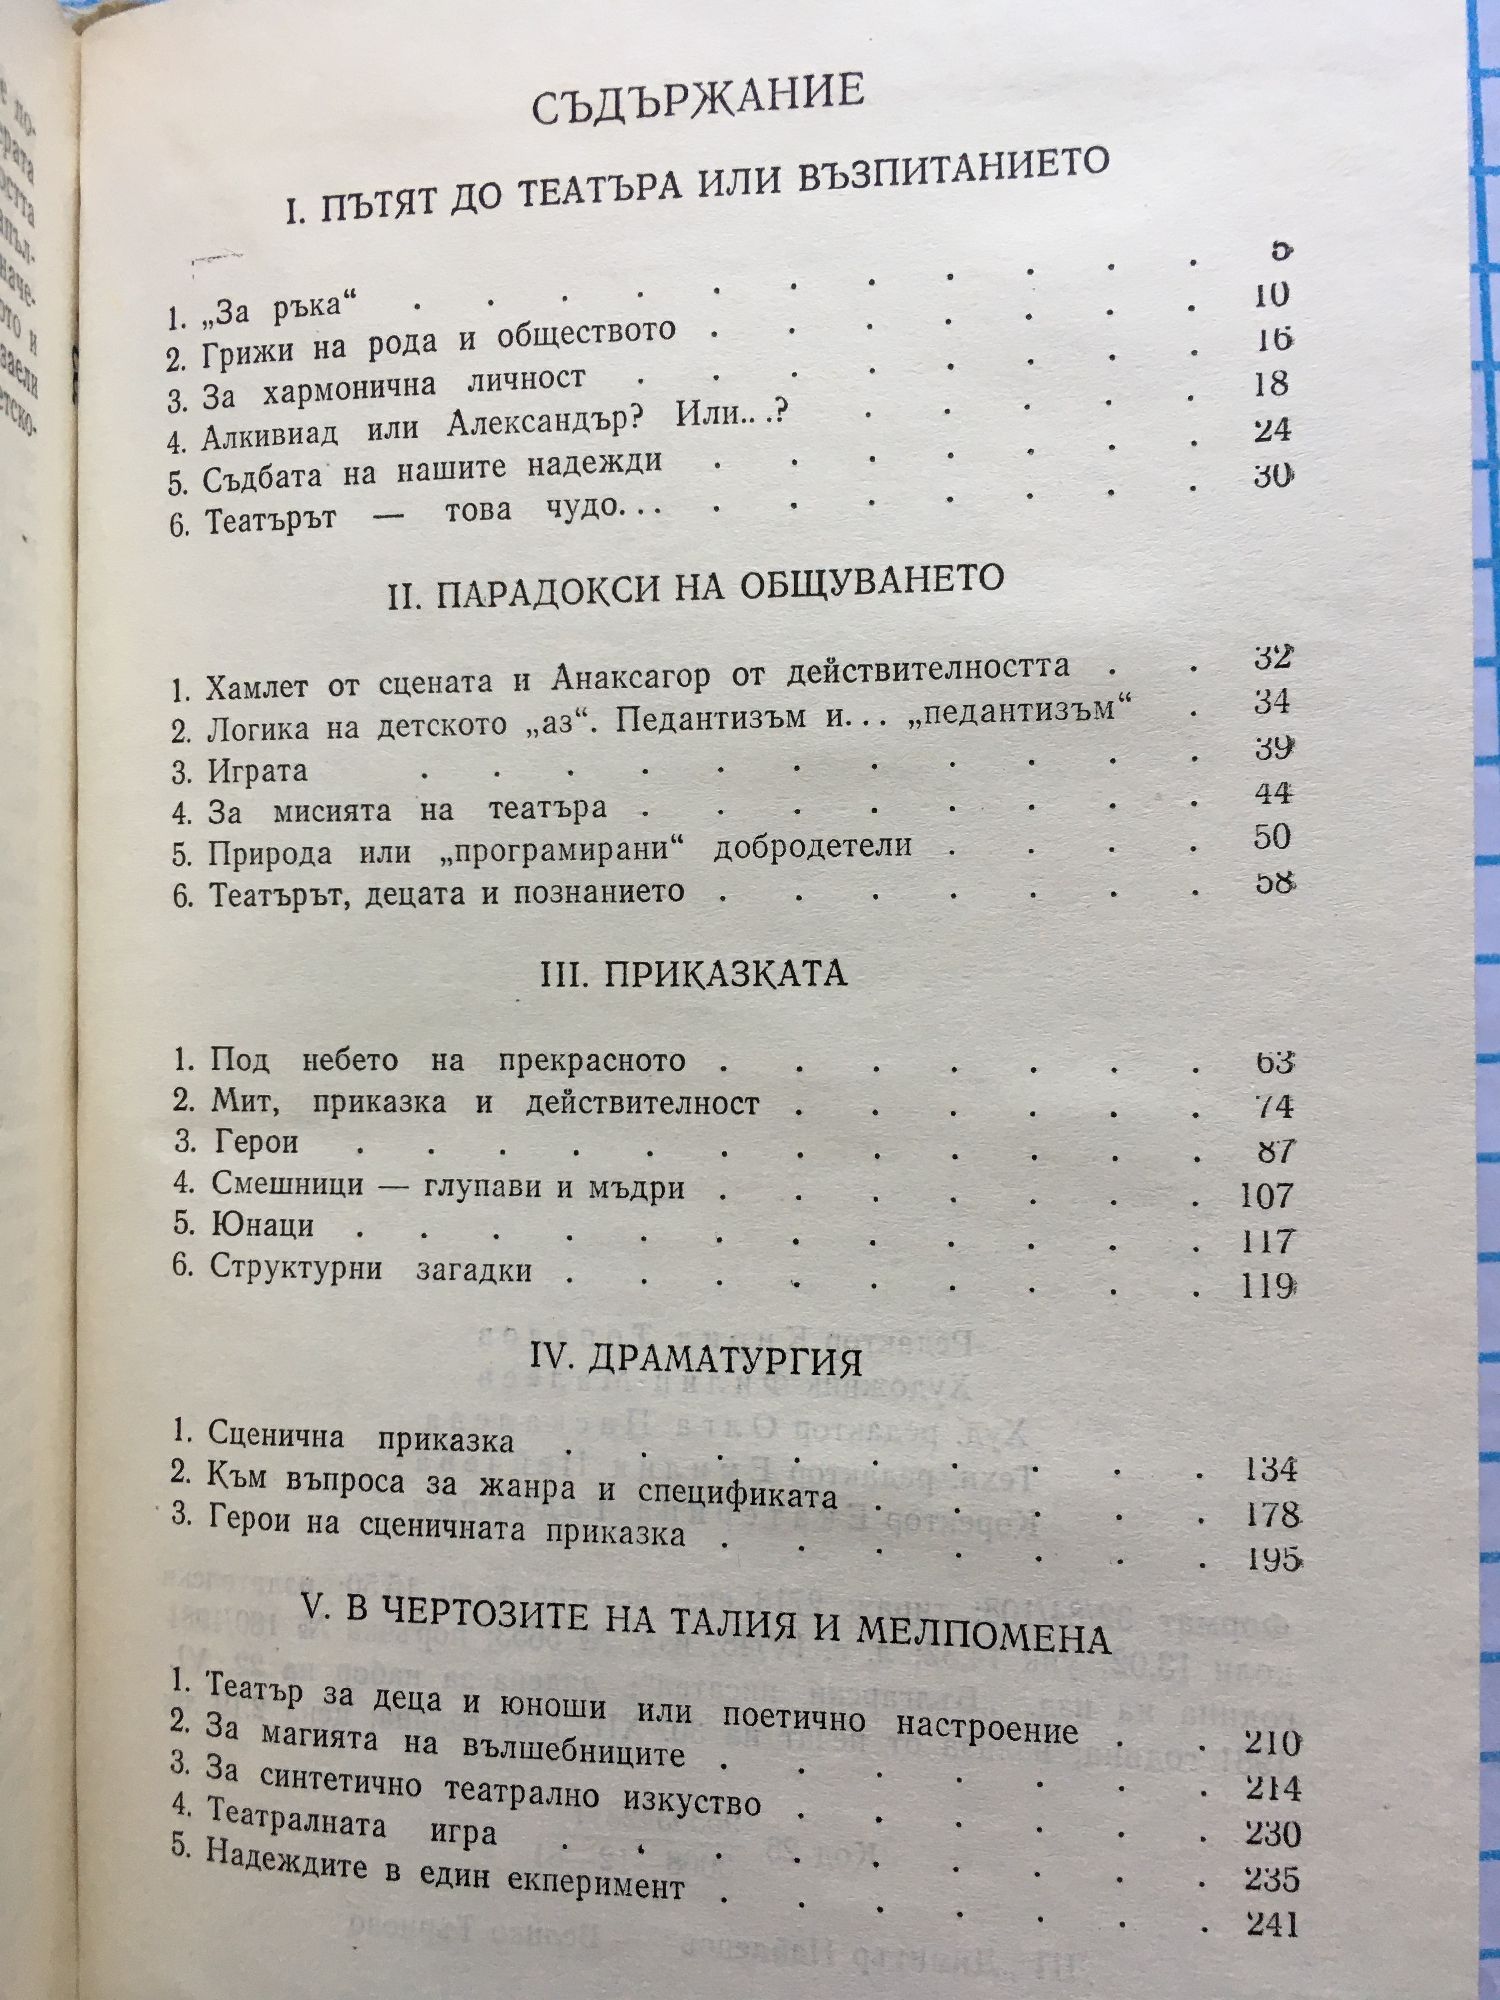 СЪДЪРЖАНИЕ
I. ПЪТЯТ ДО ТЕАТЪРА ИЛИ ВЪЗПИТАНИЕТО
1. „За ръка“ . . . . . . . . . . . 5
2. Грижи на рода и обществото . . . . . . . 10
3. За хармонична личност . . . . . . . . 16
4. Алкивиад или Александър? Или...? . . . . . 18
5. Съдбата на нашите надежди . . . . . . . 24
6. Театърът — това чудо... . . . . . . . 30
II. ПАРАДОКСИ НА ОБЩУВАНЕТО
1. Хамлет от сцената и Анаксагор от действителността . . 32
2. Логика на детското „аз“. Педантизъм и... „педантизъм“ . 34
3. Играта . . . . . . . . . . . 39
4. За мисията на театъра . . . . . . . . 44
5. Природа или „програмирани“ добродетели . . . . 50
6. Театърът, децата и познанието . . . . . . . 58
III. ПРИКАЗКАТА
1. Под небето на прекрасното . . . . . . . 63
2. Мит, приказка и действителност . . . . . . 74
3. Герои . . . . . . . . . . . . 87
4. Смешници — глупави и мъдри . . . . . . . 107
5. Юнаци . . . . . . . . . . . . 117
6. Структурни загадки . . . . . . . . . 119
IV. ДРАМАТУРГИЯ
1. Сценична приказка . . . . . . . . . 134
2. Към въпроса за жанра и спецификата . . . . . 178
3. Герои на сценичната приказка . . . . . . . 195
V. В ЧЕРТОЗИТЕ НА ТАЛИЯ И МЕЛПОМЕНА
1. Театър за деца и юноши или поетично настроение . . 210
2. За магията на вълшебниците . . . . . . . 214
3. За синтетично театрално изкуство . . . . . . 230
4. Театралната игра . . . . . . . . . 235
5. Надеждите в един екперимент . . . . . . . 241